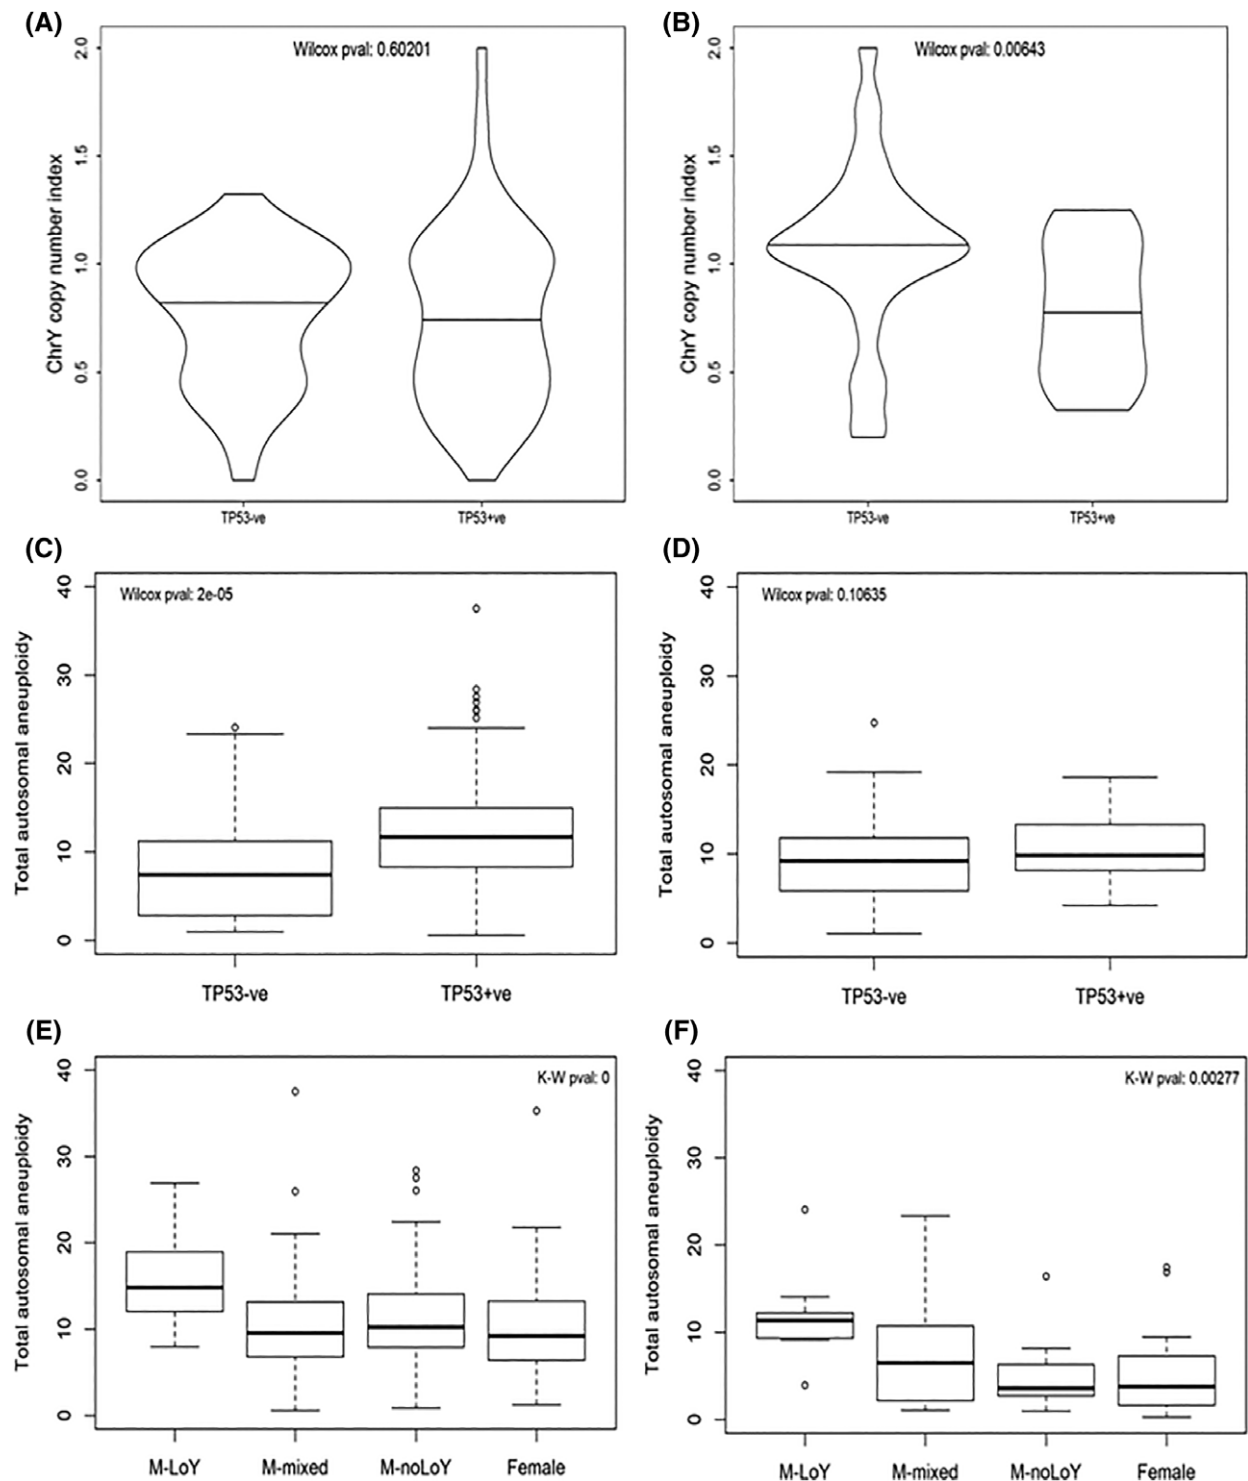 (A)
Wilcox pval: 0.60201
ChrY copy number index
2.0
1.5
1.0
0.5
0.0
TP53-ve
TP53+ve
(B)
Wilcox pval: 0.00643
ChrY copy number index
2.0
1.5
1.0
0.5
0.0
TP53-ve
TP53+ve
(C)
Wilcox pval: 2e-05
Total autosomal aneuploidy
40
30
20
10
0
TP53-ve
TP53+ve
(D)
Wilcox pval: 0.10635
Total autosomal aneuploidy
40
30
20
10
0
TP53-ve
TP53+ve
(E)
K-W pval: 0
Total autosomal aneuploidy
40
30
20
10
0
M-LoY
M-mixed
M-noLoY
Female
(F)
K-W pval: 0.00277
Total autosomal aneuploidy
40
30
20
10
0
M-LoY
M-mixed
M-noLoY
Female